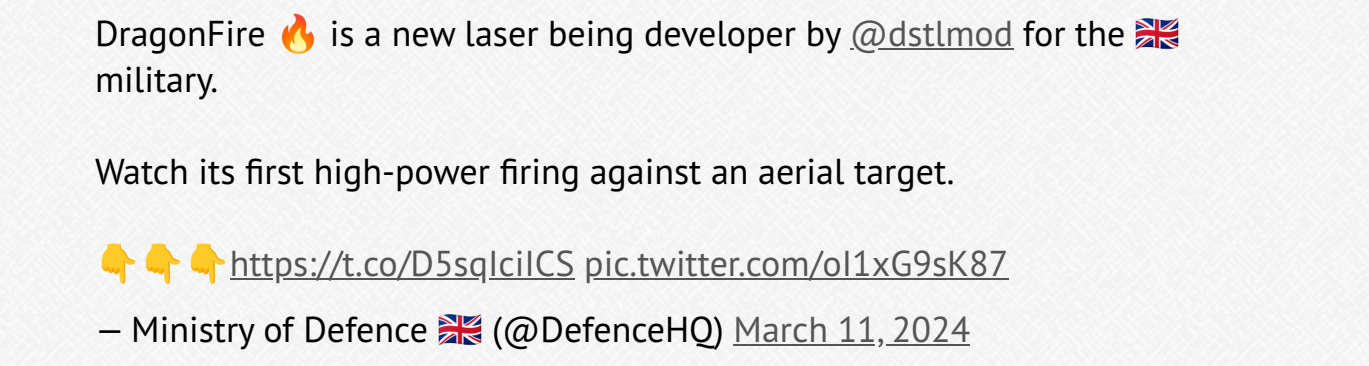 DragonFire 🔥 is a new laser being developer by @dstlmod for the 🇬🇧
military.
Watch its first high-power firing against an aerial target.
👇👇👇https://t.co/D5sqIciICS pic.twitter.com/oI1xG9sK87
— Ministry of Defence 🇬🇧 (@DefenceHQ) March 11, 2024